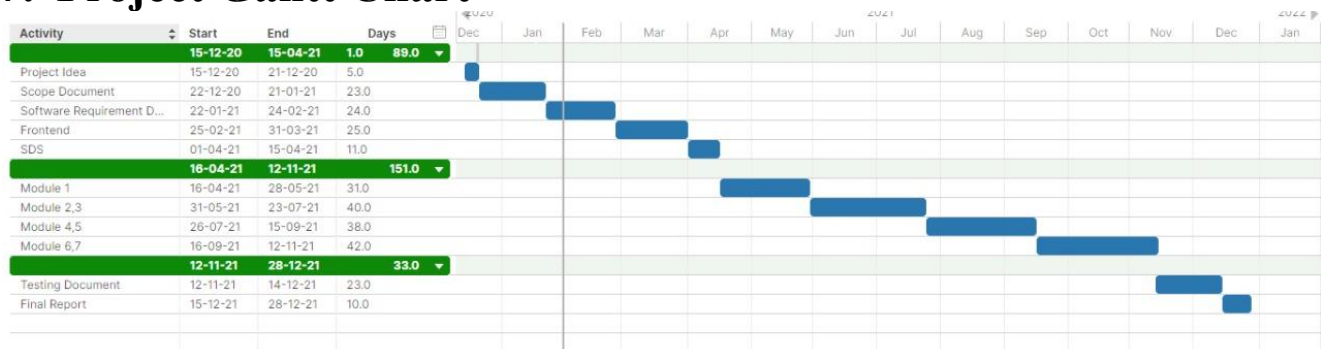 2020 2021 2022
Activity Start End Days Dec Jan Feb Mar Apr May Jun Jul Aug Sep Oct Nov Dec Jan
15-12-20 15-04-21 1.0 89.0
Project Idea 15-12-20 21-12-20 5.0
Scope Document 22-12-20 21-01-21 23.0
Software Requirement D... 22-01-21 24-02-21 24.0
Frontend 25-02-21 31-03-21 25.0
SDS 01-04-21 15-04-21 11.0
16-04-21 12-11-21 151.0
Module 1 16-04-21 28-05-21 31.0
Module 2,3 31-05-21 23-07-21 40.0
Module 4,5 26-07-21 15-09-21 38.0
Module 6,7 16-09-21 12-11-21 42.0
12-11-21 28-12-21 33.0
Testing Document 12-11-21 14-12-21 23.0
Final Report 15-12-21 28-12-21 10.0